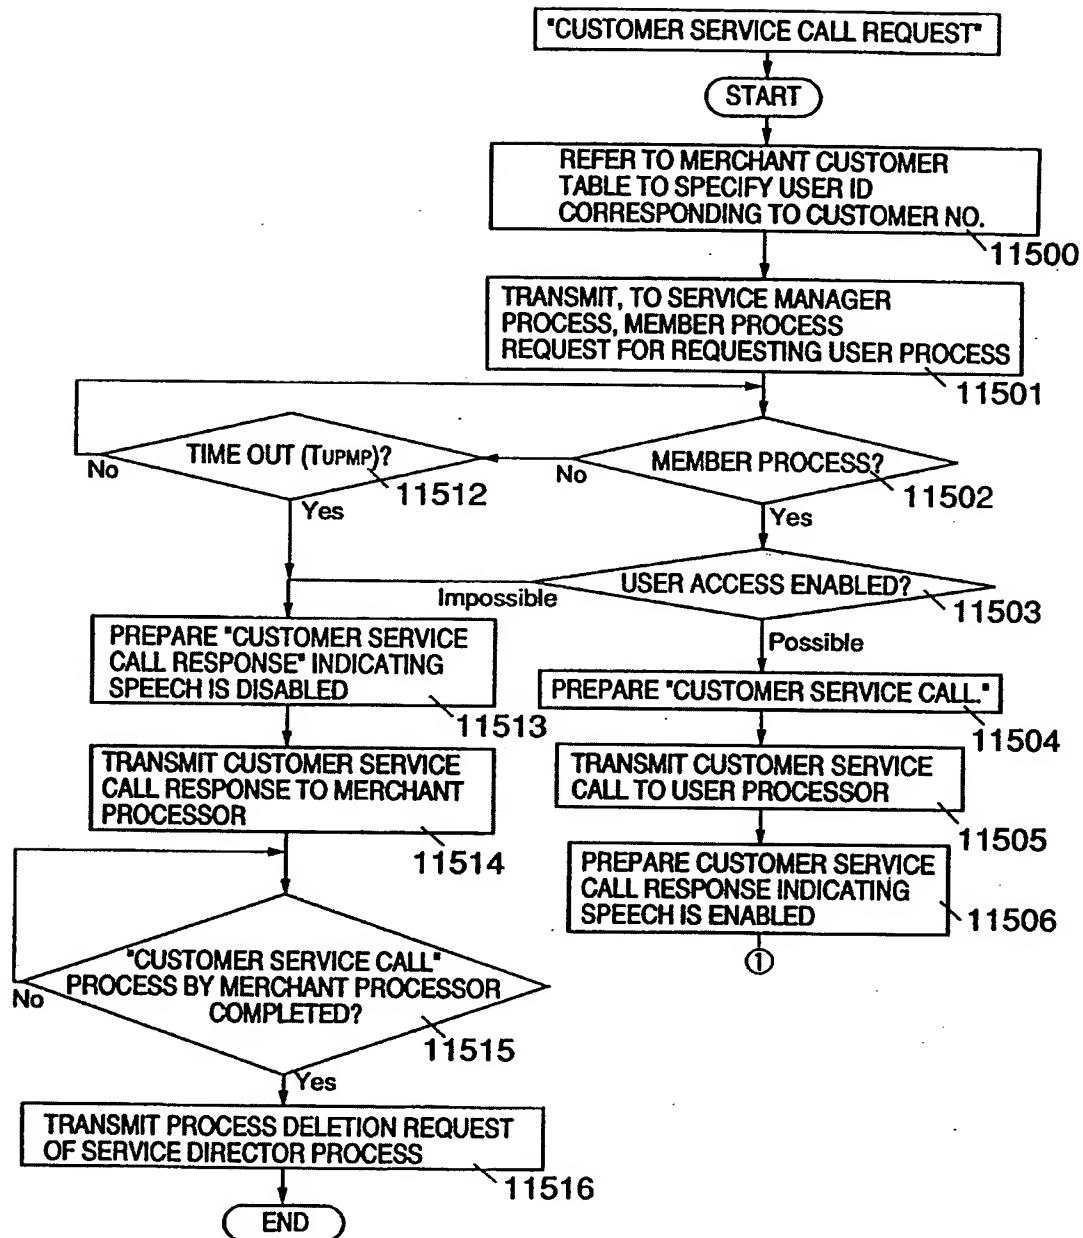 "CUSTOMER SERVICE CALL REQUEST"
START
REFER TO MERCHANT CUSTOMER
TABLE TO SPECIFY USER ID
CORRESPONDING TO CUSTOMER NO.
11500
TRANSMIT, TO SERVICE MANAGER
PROCESS, MEMBER PROCESS
REQUEST FOR REQUESTING USER PROCESS
11501
MEMBER PROCESS?
11502
No
Yes
TIME OUT (TUPMP)?
11512
No
Yes
USER ACCESS ENABLED?
11503
Impossible
Possible
PREPARE "CUSTOMER SERVICE
CALL RESPONSE" INDICATING
SPEECH IS DISABLED
11513
PREPARE "CUSTOMER SERVICE CALL."
11504
TRANSMIT CUSTOMER SERVICE
CALL RESPONSE TO MERCHANT
PROCESSOR
11514
TRANSMIT CUSTOMER SERVICE
CALL TO USER PROCESSOR
11505
PREPARE CUSTOMER SERVICE
CALL RESPONSE INDICATING
SPEECH IS ENABLED
11506
①
"CUSTOMER SERVICE CALL"
PROCESS BY MERCHANT PROCESSOR
COMPLETED?
11515
No
Yes
TRANSMIT PROCESS DELETION REQUEST
OF SERVICE DIRECTOR PROCESS
11516
END